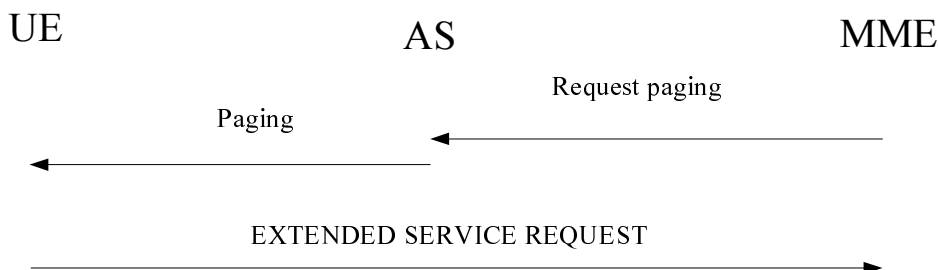 UE
AS
MME
Request paging
Paging
EXTENDED SERVICE REQUEST